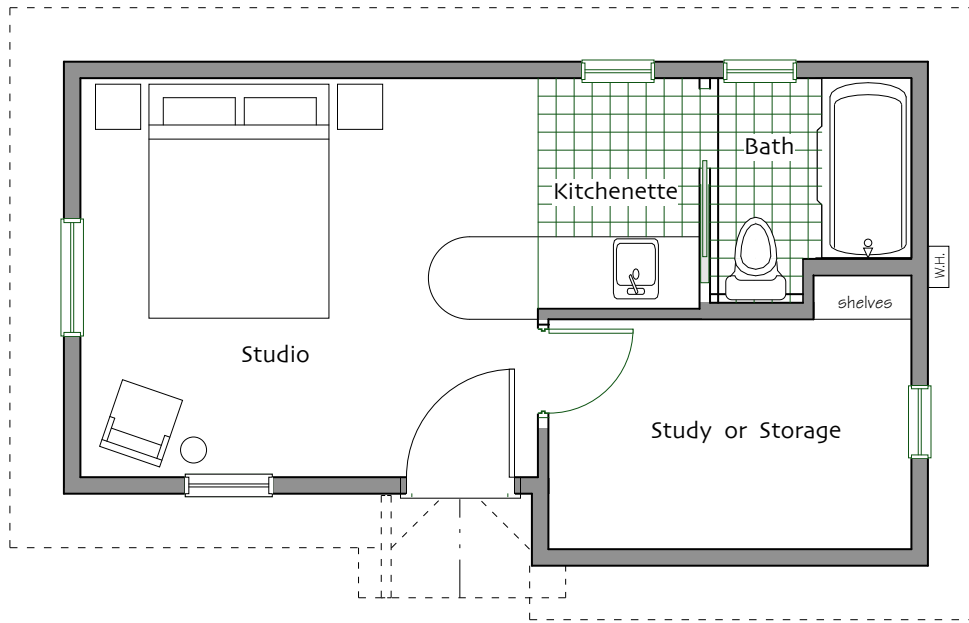 Bath
Kitchenette
W.H.
shelves
Studio
Study or Storage